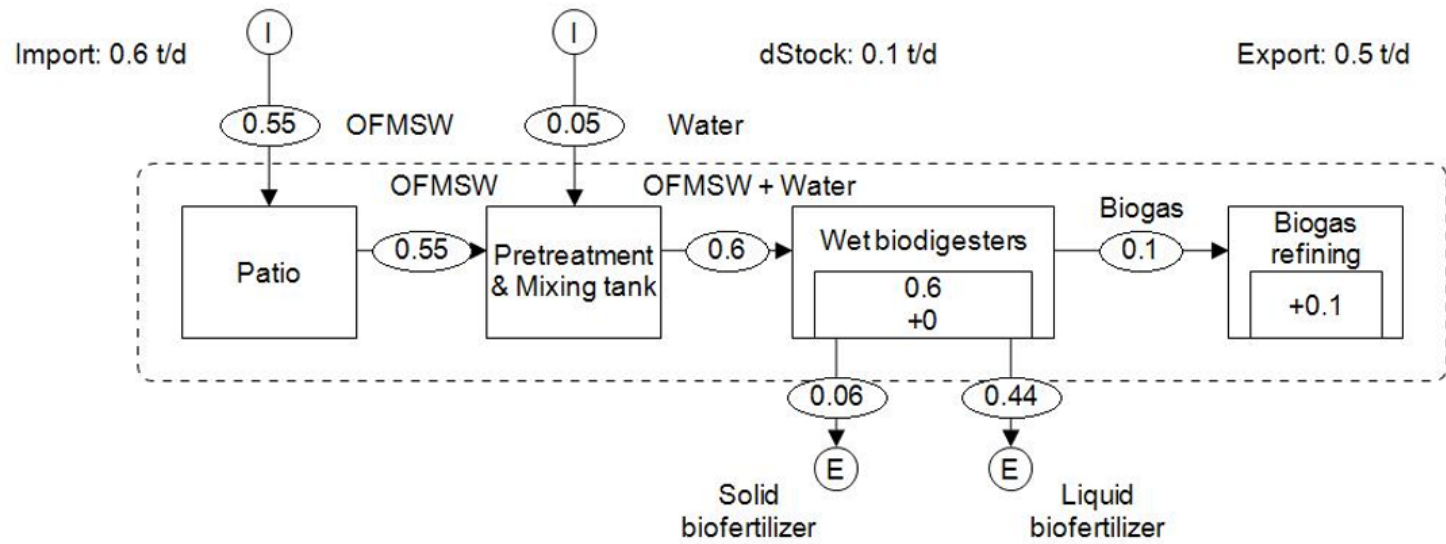 I
I
Import: 0.6 t/d
dStock: 0.1 t/d
Export: 0.5 t/d
0.55
OFMSW
0.05
Water
OFMSW
OFMSW + Water
Patio
0.55
Pretreatment
& Mixing tank
0.6
Wet biodigesters
0.6
+0
Biogas
0.1
Biogas
refining
+0.1
0.06
0.44
E
E
Solid
biofertilizer
Liquid
biofertilizer